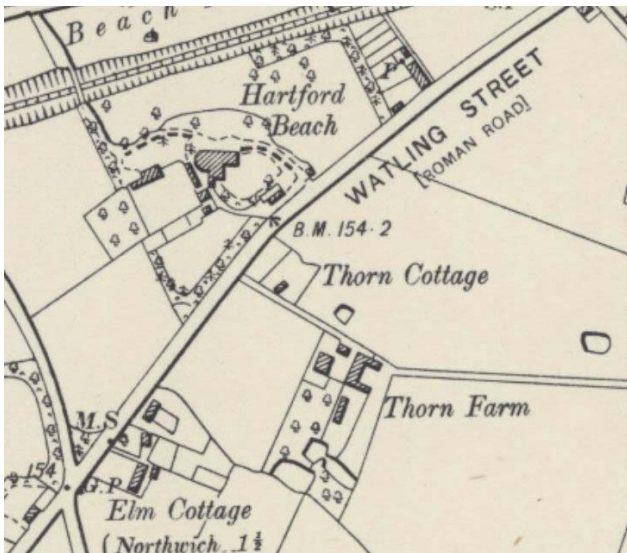 Beach
Hartford
Beach
P
WATLING STREET
[ROMAN ROAD]
B.M. 154·2
Thorn Cottage
Thorn Farm
M.S
154
G.P
Elm Cottage
(Northwich 1½